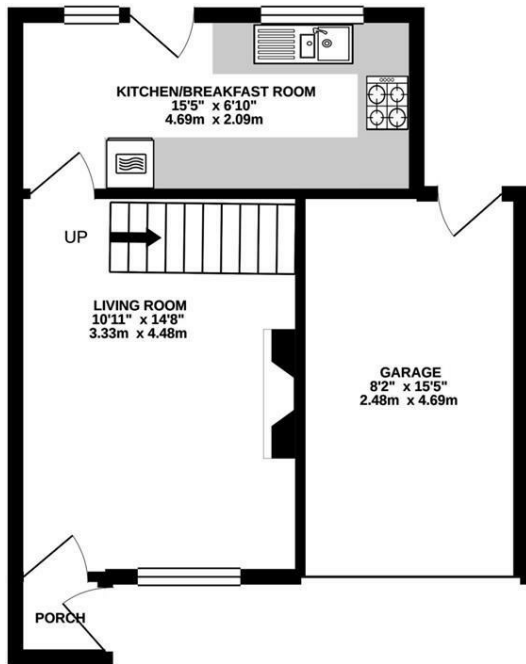 KITCHEN/BREAKFAST ROOM
15'5" x 6'10"
4.69m x 2.09m
UP
LIVING ROOM
10'11" x 14'8"
3.33m x 4.48m
GARAGE
8'2" x 15'5"
2.48m x 4.69m
PORCH